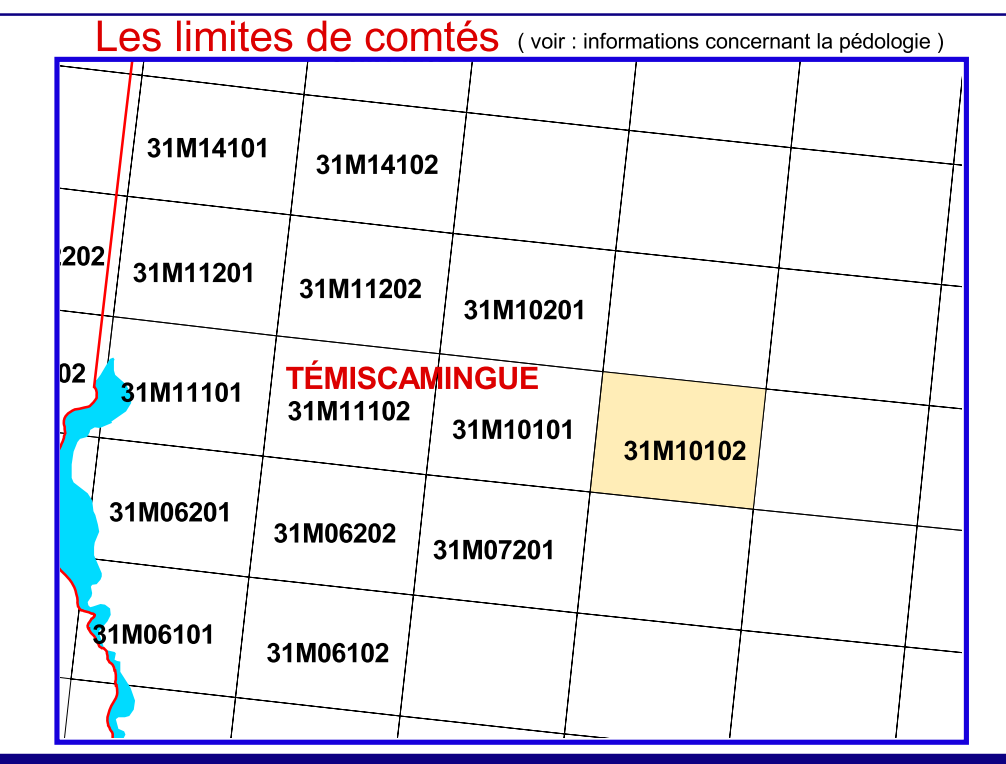 Les limites de comtés ( voir : informations concernant la pédologie )
31M14101
31M14102
202
31M11201
31M11202
31M10201
02
31M11101
TÉMISCAMINGUE
31M11102
31M10101
31M10102
31M06201
31M06202
31M07201
31M06101
31M06102